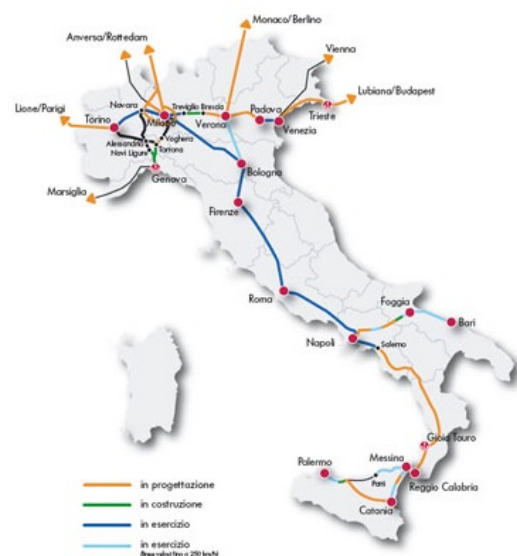 Monaco/Berlino
Anversa/Rottedam
Vienna
Lubiana/Budapest
Lione/Parigi
Novara
Treviglio Brescia
Torino
Milano
Verona
Padova
Trieste
Venezia
Voghera
Alessandria
Tortona
Novi Ligure
Genova
Bologna
Marsiglia
Firenze
Roma
Foggia
Bari
Napoli
Salerno
Gioia Tauro
Messina
Palermo
Patti
Reggio Calabria
Catania
in progettazione
in costruzione
in esercizio
in esercizio